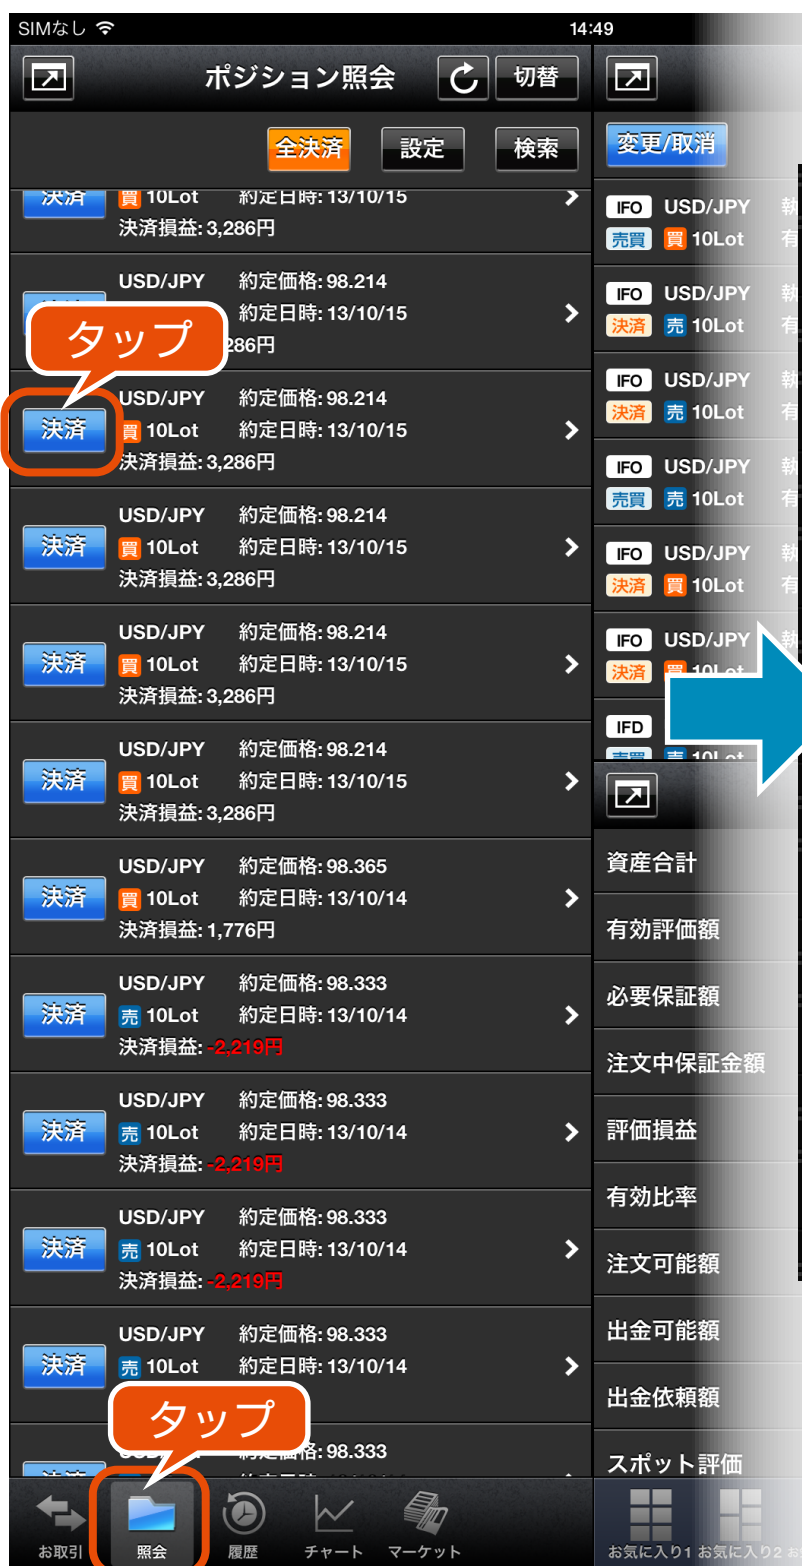 SIMなし 14:49
ポジション照会 切替
全決済 設定 検索
決済 買 10Lot 約定日時: 13/10/15
決済損益: 3,286円
USD/JPY 約定価格: 98.214
約定日時: 13/10/15
286円
タップ
USD/JPY 約定価格: 98.214
決済 買 10Lot 約定日時: 13/10/15
決済損益: 3,286円
USD/JPY 約定価格: 98.214
決済 買 10Lot 約定日時: 13/10/15
決済損益: 3,286円
USD/JPY 約定価格: 98.214
決済 買 10Lot 約定日時: 13/10/15
決済損益: 3,286円
USD/JPY 約定価格: 98.214
決済 買 10Lot 約定日時: 13/10/15
決済損益: 3,286円
USD/JPY 約定価格: 98.365
決済 買 10Lot 約定日時: 13/10/14
決済損益: 1,776円
USD/JPY 約定価格: 98.333
決済 売 10Lot 約定日時: 13/10/14
決済損益: -2,219円
USD/JPY 約定価格: 98.333
決済 売 10Lot 約定日時: 13/10/14
決済損益: -2,219円
USD/JPY 約定価格: 98.333
決済 売 10Lot 約定日時: 13/10/14
決済損益: -2,219円
USD/JPY 約定価格: 98.333
決済 売 10Lot 約定日時: 13/10/14
タップ
98.333
お取引 照会 履歴 チャート マーケット
変更/取消
IFO USD/JPY 執
売買 買 10Lot 有
IFO USD/JPY 執
決済 売 10Lot 有
IFO USD/JPY 執
決済 売 10Lot 有
IFO USD/JPY 執
売買 売 10Lot 有
IFO USD/JPY 執
決済 買 10Lot 有
IFO USD/JPY 執
決済 買 10Lot
IFD
売買 売 10Lot
資産合計
有効評価額
必要保証額
注文中保証金額
評価損益
有効比率
注文可能額
出金可能額
出金依頼額
スポット評価
お気に入り1 お気に入り2